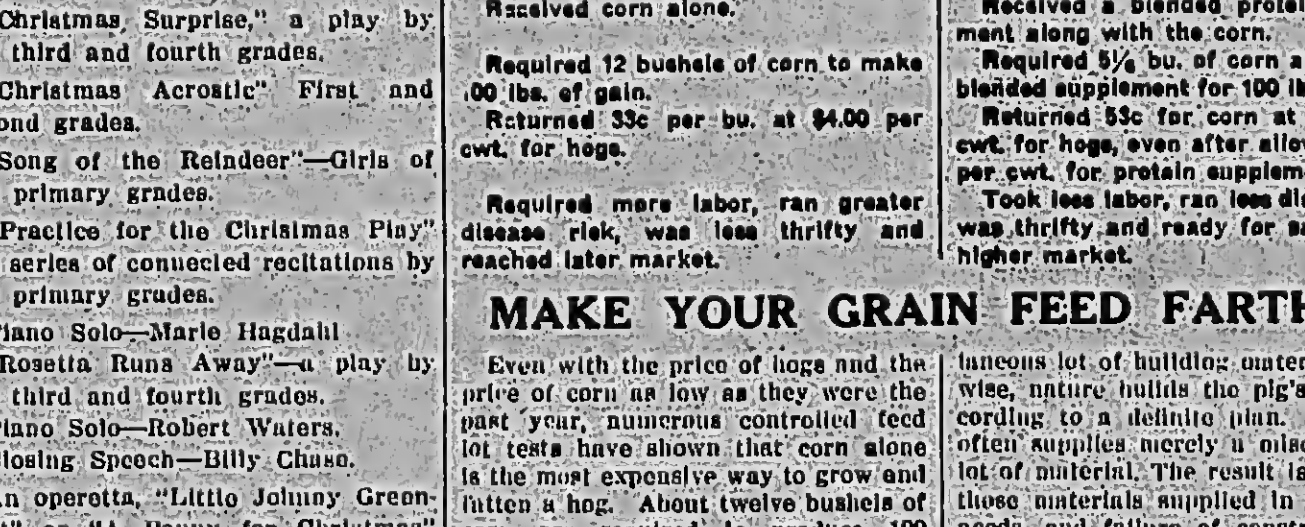 Christmas Surprise," a play by
third and fourth grades.
Christmas Acrostic" First and
ond grades.
Song of the Reindeer"—Girls of
primary grades.
Practice for the Christmas Play"
series of connected recitations by
primary grades.
iano Solo—Marie Hagdahl
Rosetta Runs Away"—a play by
third and fourth grades.
iano Solo—Robert Waters.
losing Speech—Billy Chase.
n operetta, "Little Johnny Green-
Received corn alone.
Required 12 bushels of corn to make
100 lbs. of gain.
Returned 33c per bu. at $4.00 per
cwt. for hogs.
Required more labor, ran greater
disease risk, was less thrifty and
reached later market.
Received a blended protei
ment along with the corn.
Required 5⅙ bu. of corn a
blended supplement for 100 lb
Returned 53c for corn at
cwt. for hogs, even after allow
per cwt. for protein supplem
Took less labor, ran less di
was thrifty and ready for
higher market.
MAKE YOUR GRAIN FEED FARTH
Even with the price of hogs and the
price of corn as low as they were the
past year, numerous controlled feed
lot tests have shown that corn alone
is the most expensive way to grow and
fatten a hog. About twelve bushels of
laneous lot of building mater
wise, nature builds the pig's
cording to a definite plan.
often supplies merely a misc
lot of material. The result is
those materials supplied in